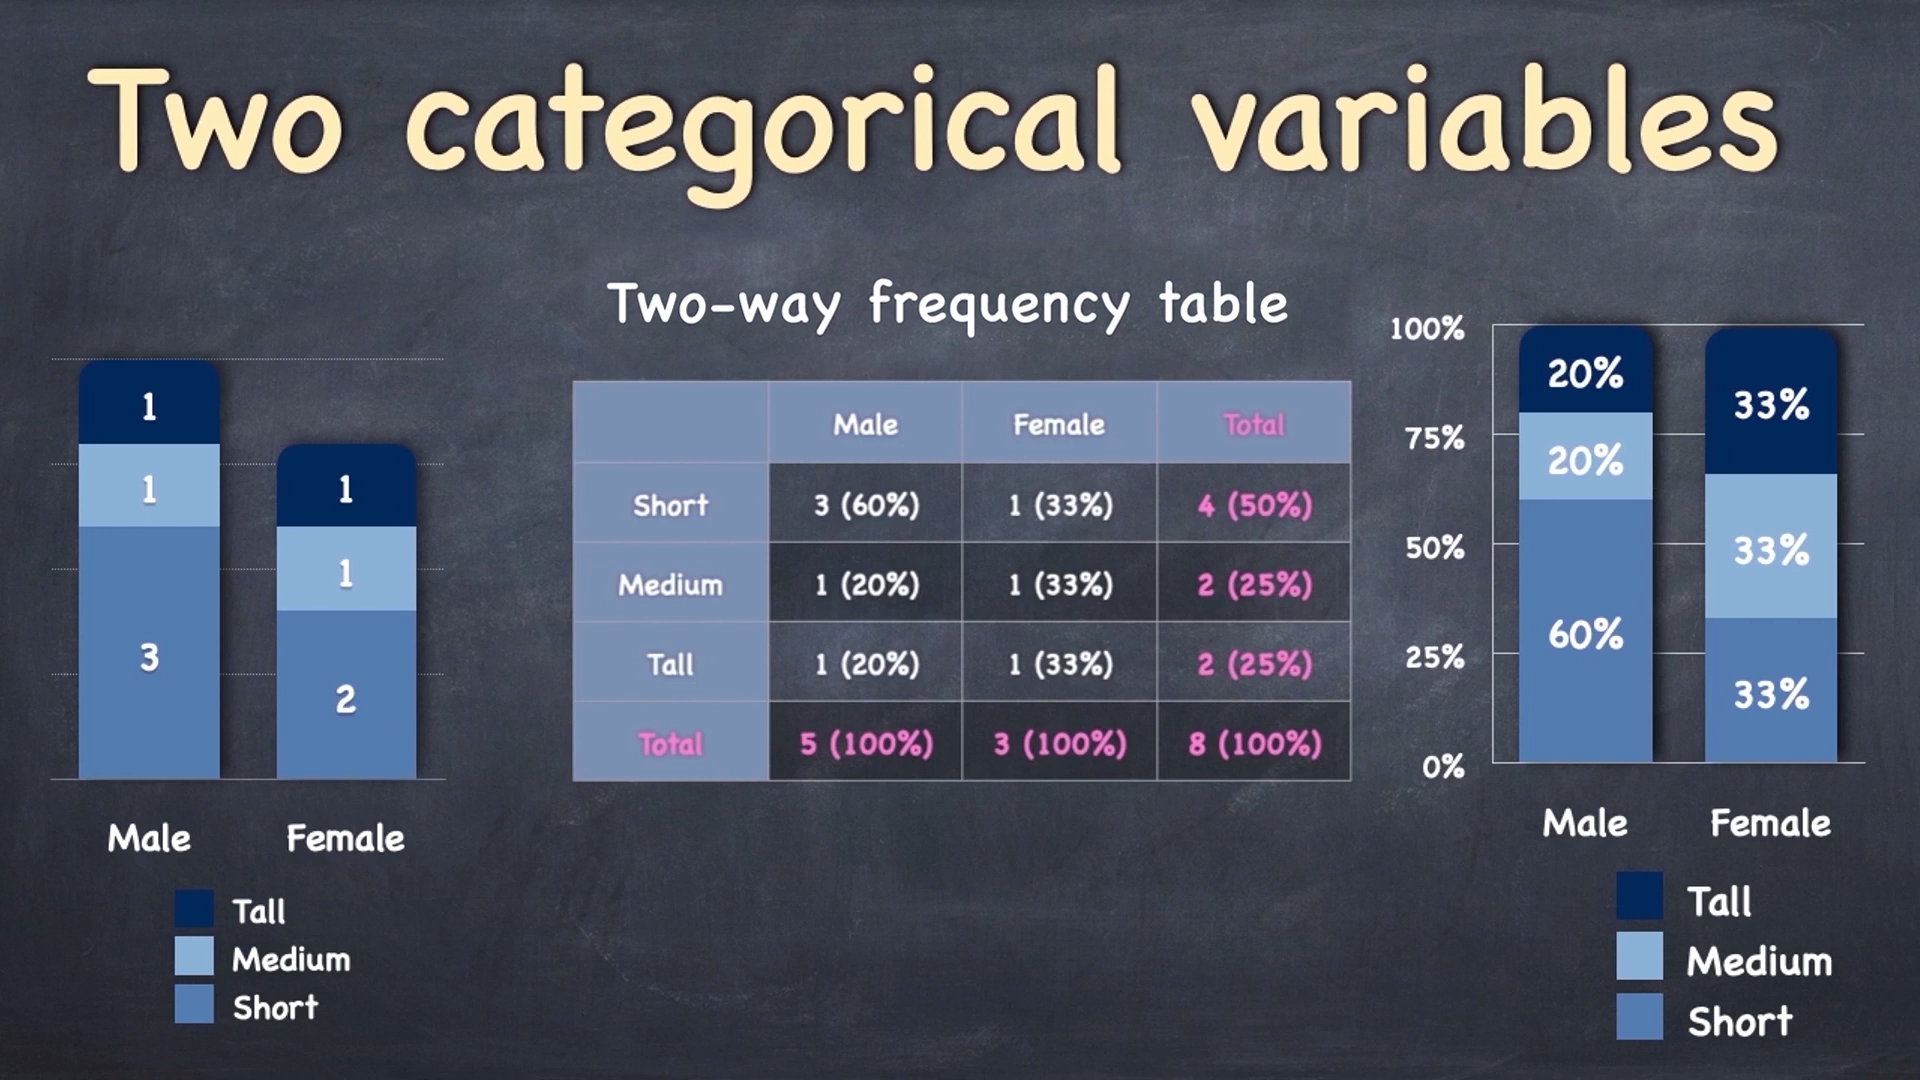 Two categorical variables
1
1
3
1
1
2
Male Female
Tall
Medium
Short
Two-way frequency table
Male Female Total
Short 3 (60%) 1 (33%) 4 (50%)
Medium 1 (20%) 1 (33%) 2 (25%)
Tall 1 (20%) 1 (33%) 2 (25%)
Total 5 (100%) 3 (100%) 8 (100%)
100%
75%
50%
25%
0%
20%
20%
60%
33%
33%
33%
Male Female
Tall
Medium
Short